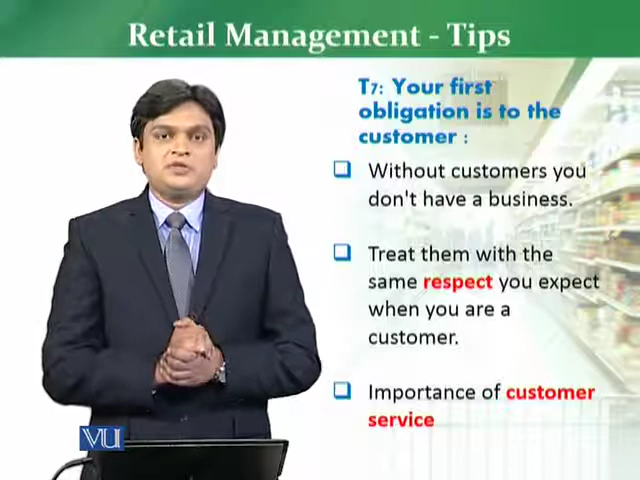 Retail Management - Tips
T7: Your first
obligation is to the
customer :
Without customers you
don't have a business.
Treat them with the
same respect you expect
when you are a
customer.
Importance of customer
service
VU